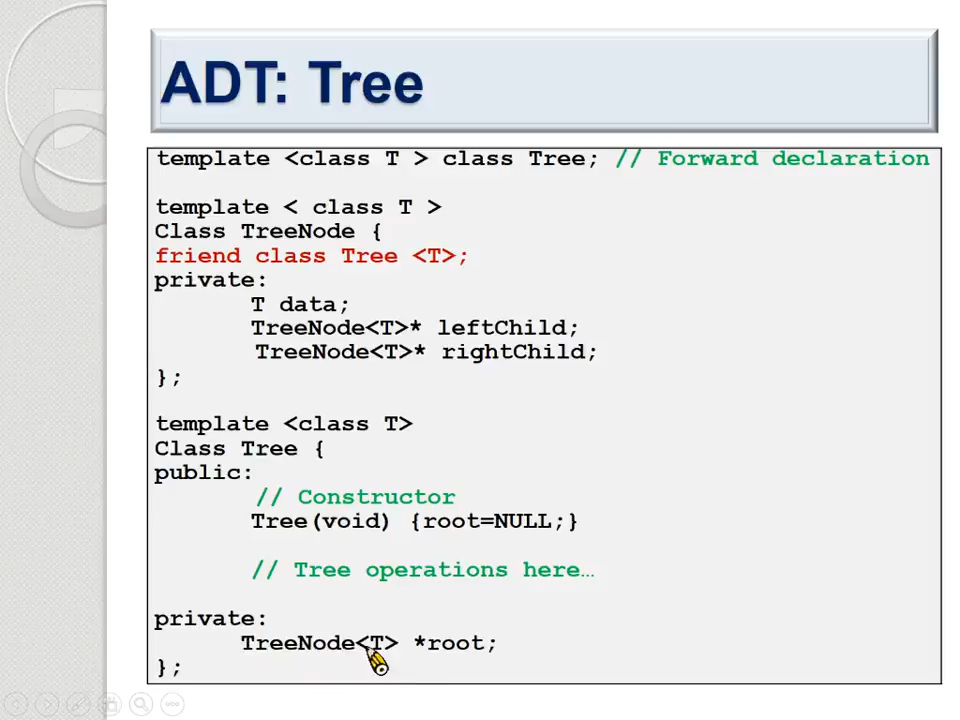 ADT: Tree
template <class T > class Tree; // Forward declaration
template < class T >
Class TreeNode {
friend class Tree <T>;
private:
T data;
TreeNode<T>* leftChild;
TreeNode<T>* rightChild;
};
template <class T>
Class Tree {
public:
// Constructor
Tree(void) {root=NULL;}
// Tree operations here…
private:
TreeNode<T> *root;
};